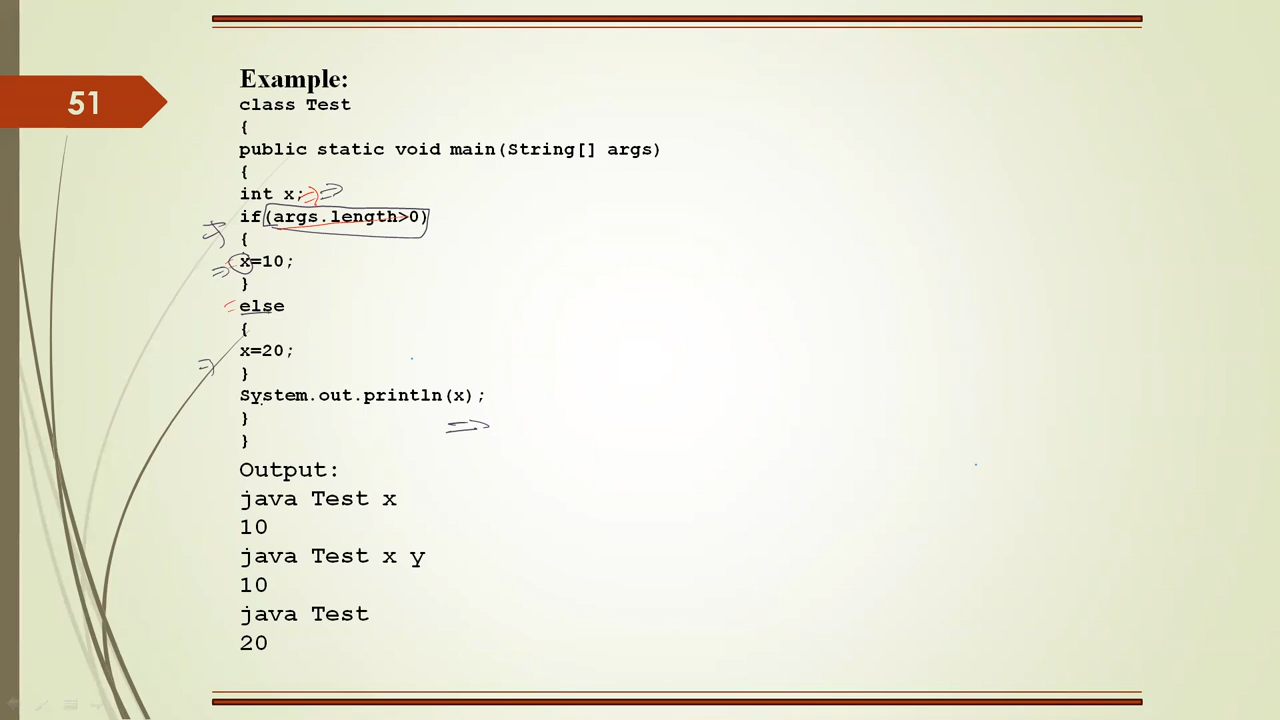 51
Example:
class Test
{
public static void main(String[] args)
{
int x;
if(args.length>0)
{
x=10;
}
else
{
x=20;
}
System.out.println(x);
}
}
Output:
java Test x
10
java Test x y
10
java Test
20